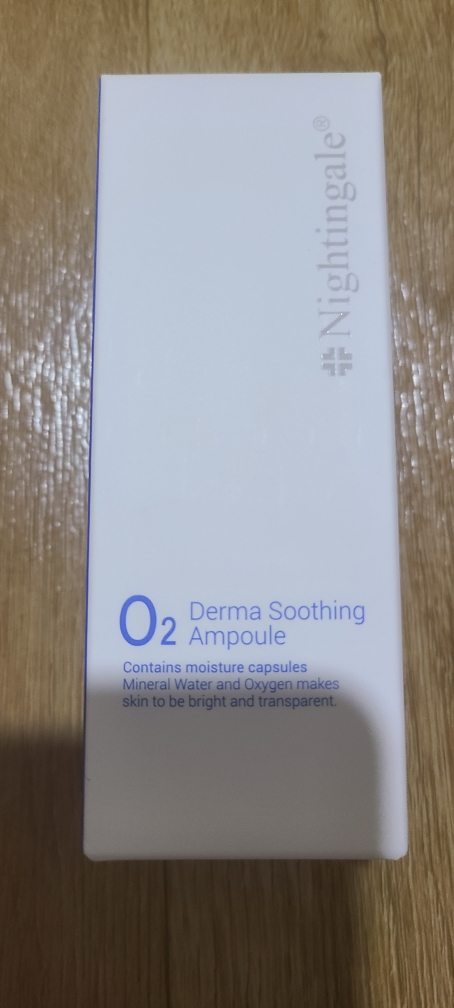 Nightingale®
O2 Derma Soothing
Ampoule
Contains moisture capsules
Mineral Water and Oxygen makes
skin to be bright and transparent.